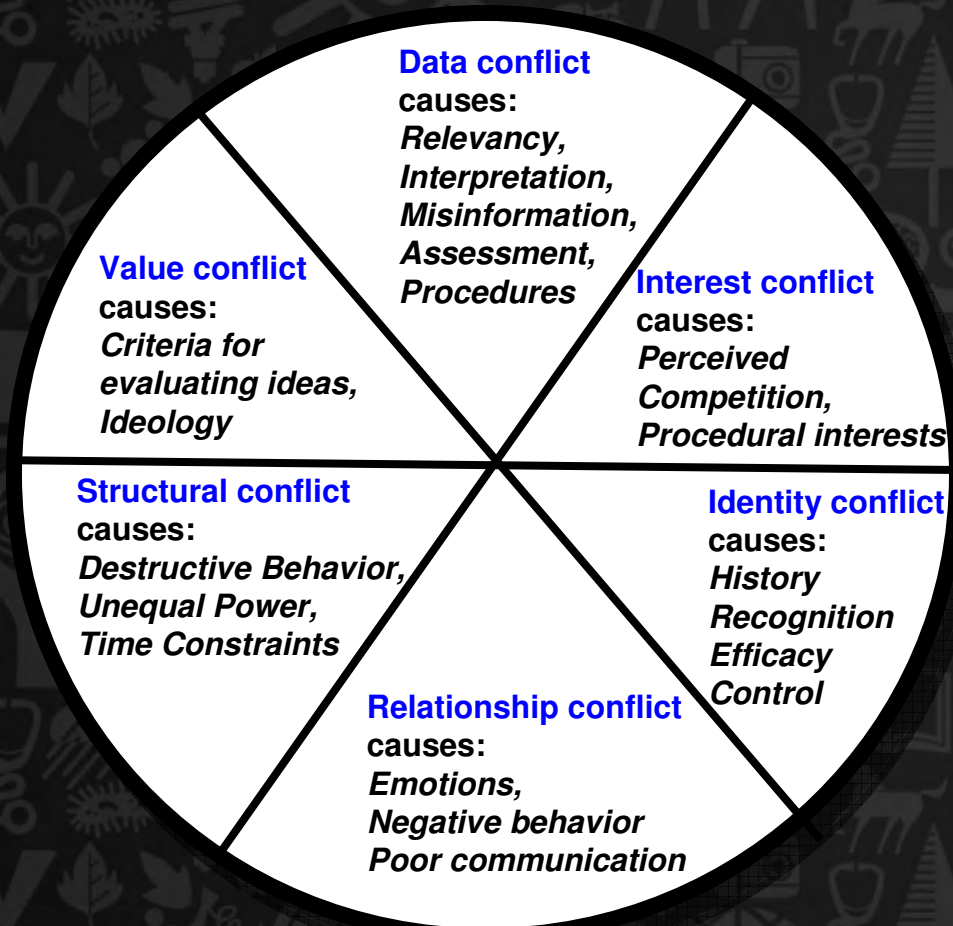 Data conflict
causes:
Relevancy,
Interpretation,
Misinformation,
Assessment,
Procedures
Interest conflict
causes:
Perceived
Competition,
Procedural interests
Identity conflict
causes:
History
Recognition
Efficacy
Control
Relationship conflict
causes:
Emotions,
Negative behavior
Poor communication
Structural conflict
causes:
Destructive Behavior,
Unequal Power,
Time Constraints
Value conflict
causes:
Criteria for
evaluating ideas,
Ideology